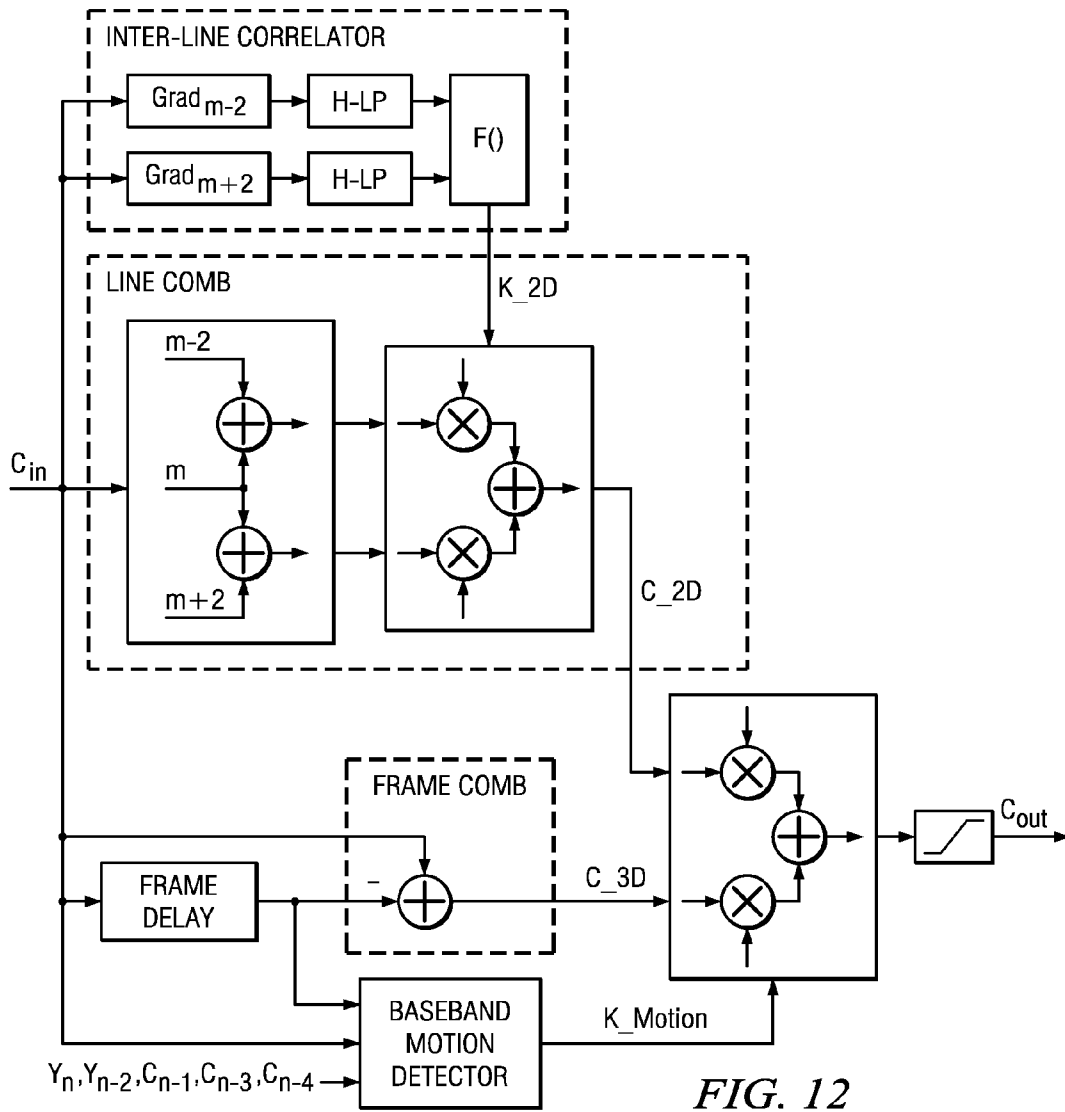 INTER-LINE CORRELATOR
Grad m-2
H-LP
F()
Grad m+2
H-LP
K_2D
LINE COMB
m-2
C in
m
m+2
C_2D
FRAME COMB
C out
FRAME
DELAY
-
C_3D
BASEBAND
MOTION
DETECTOR
K_Motion
Y n, Y n-2, C n-1, C n-3, C n-4
FIG. 12